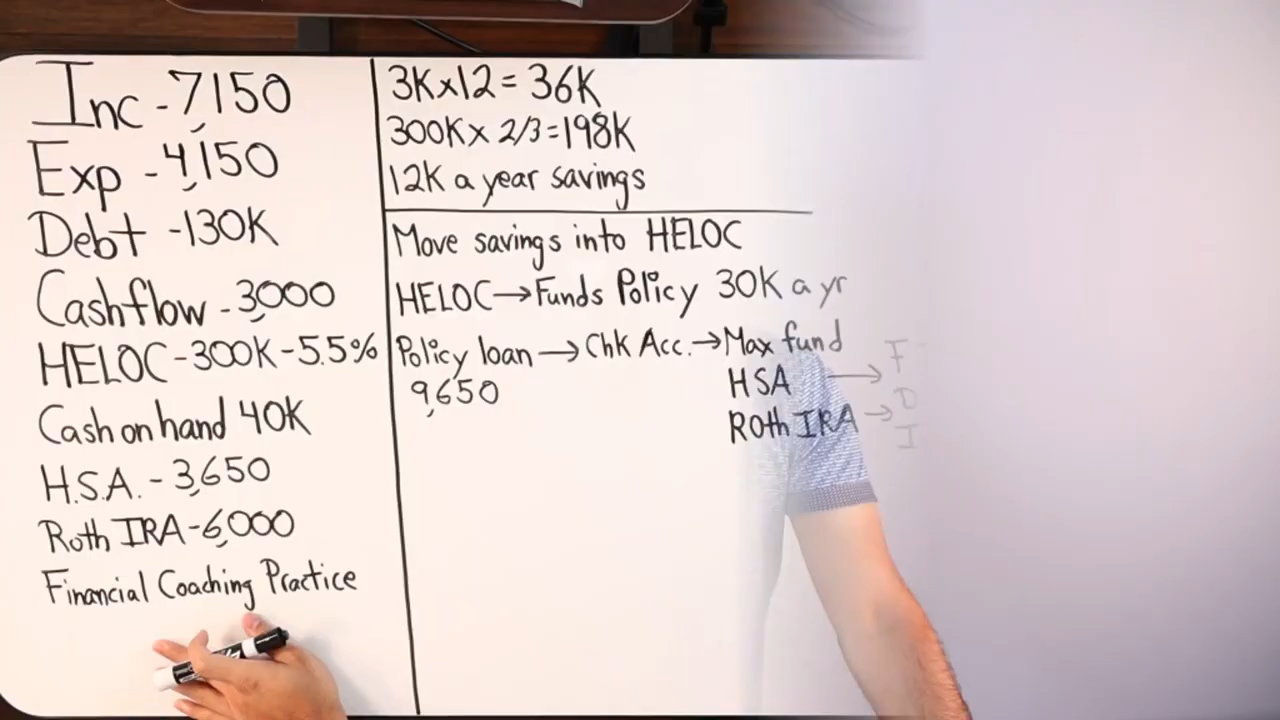 Inc - 7,150
Exp - 4,150
Debt - 130K
Cashflow - 3,000
HELOC - 300K - 5.5%
Cash on hand 40K
H.S.A. - 3,650
Roth IRA - 6,000
Financial Coaching Practice
3K x 12 = 36K
300K x 2/3 = 198K
12K a year savings
Move savings into HELOC
HELOC → Funds Policy 30K a yr
Policy loan → Chk Acc. → Max fund
9,650 HSA → F
Roth IRA → D
I